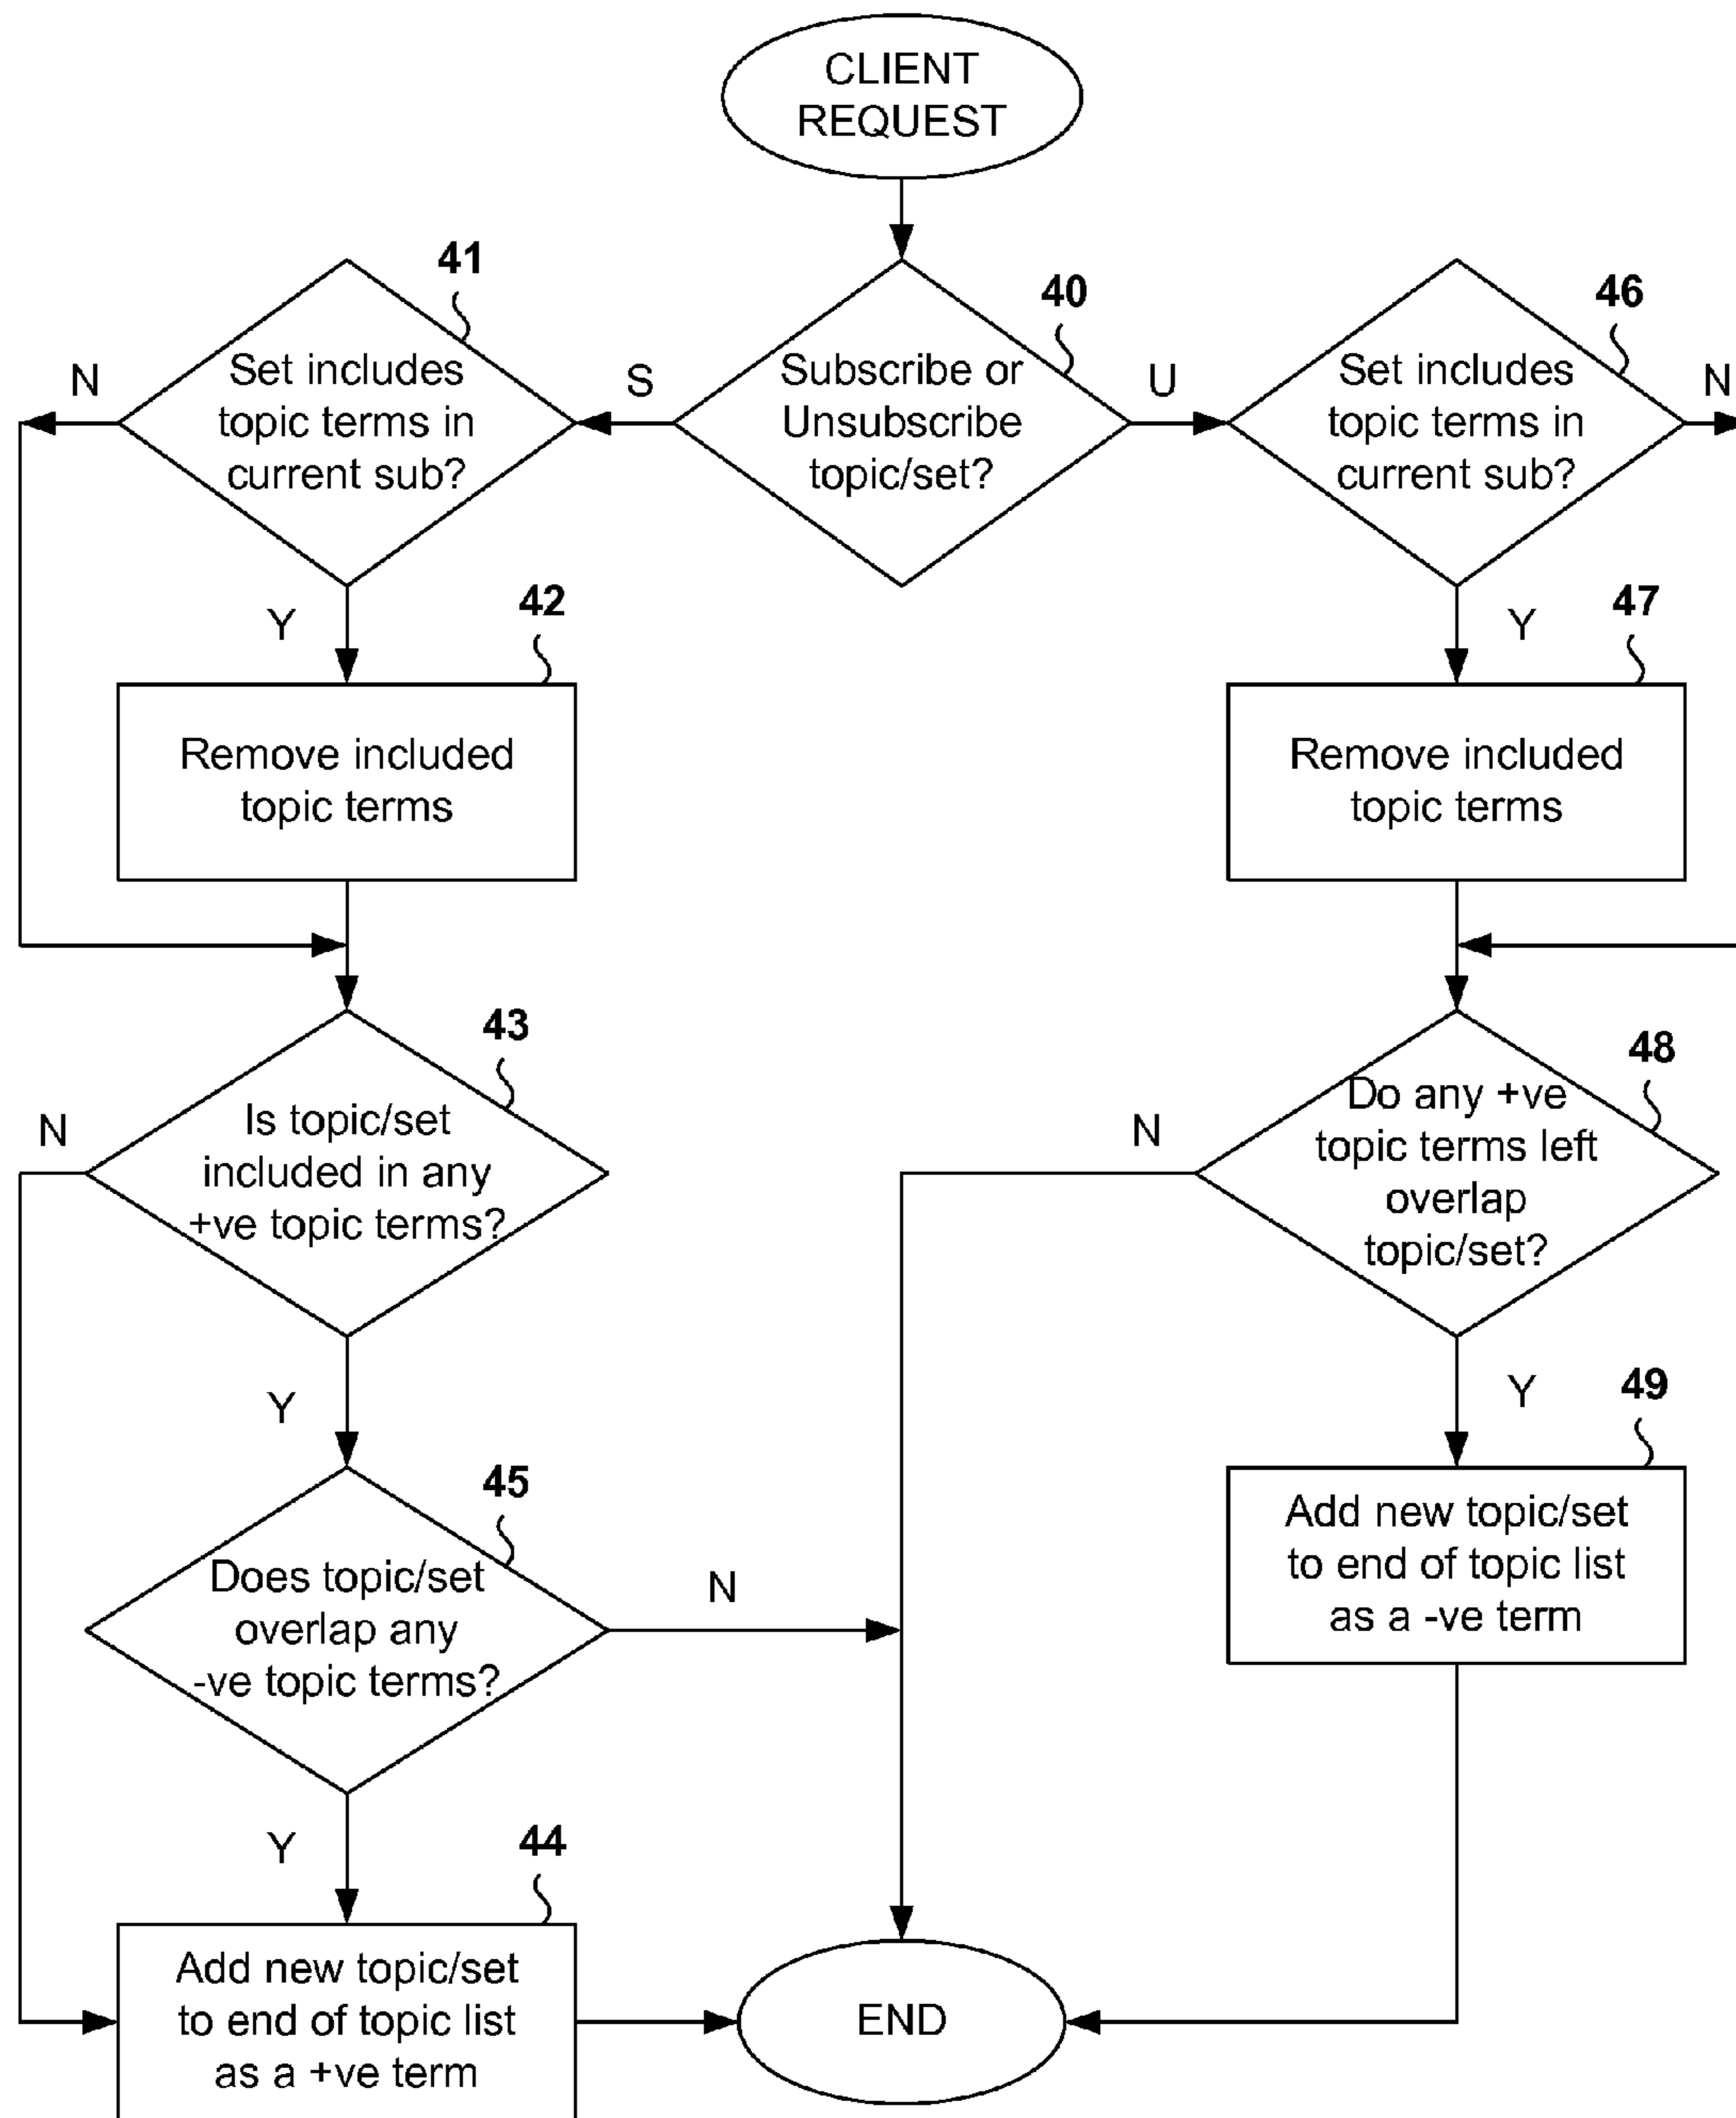 CLIENT
REQUEST
41
40
46
N
Set includes
topic terms in
current sub?
S
Subscribe or
Unsubscribe
topic/set?
U
Set includes
topic terms in
current sub?
N
Y
42
Y
47
Remove included
topic terms
Remove included
topic terms
43
48
N
Is topic/set
included in any
+ve topic terms?
N
Do any +ve
topic terms left
overlap
topic/set?
Y
Y
49
45
Does topic/set
overlap any
-ve topic terms?
N
Add new topic/set
to end of topic list
as a -ve term
Y
44
Add new topic/set
to end of topic list
as a +ve term
END